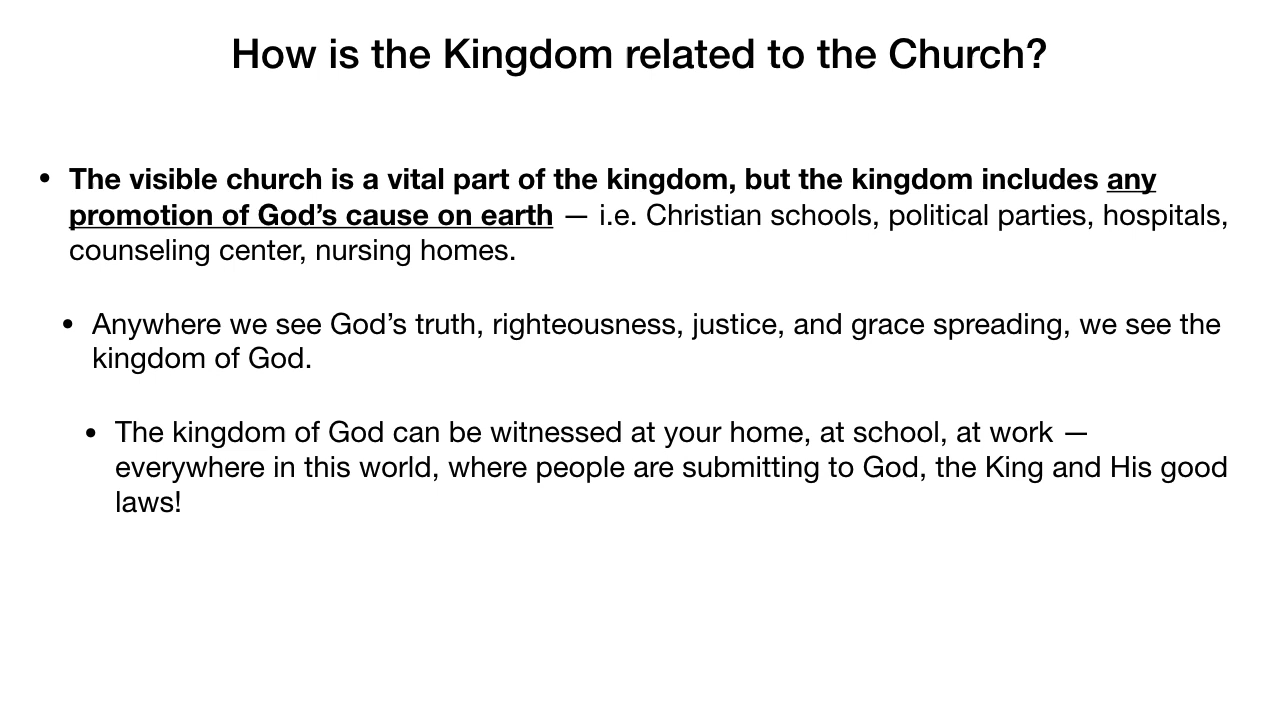 How is the Kingdom related to the Church?
• The visible church is a vital part of the kingdom, but the kingdom includes any
promotion of God’s cause on earth — i.e. Christian schools, political parties, hospitals,
counseling center, nursing homes.
• Anywhere we see God’s truth, righteousness, justice, and grace spreading, we see the
kingdom of God.
• The kingdom of God can be witnessed at your home, at school, at work —
everywhere in this world, where people are submitting to God, the King and His good
laws!